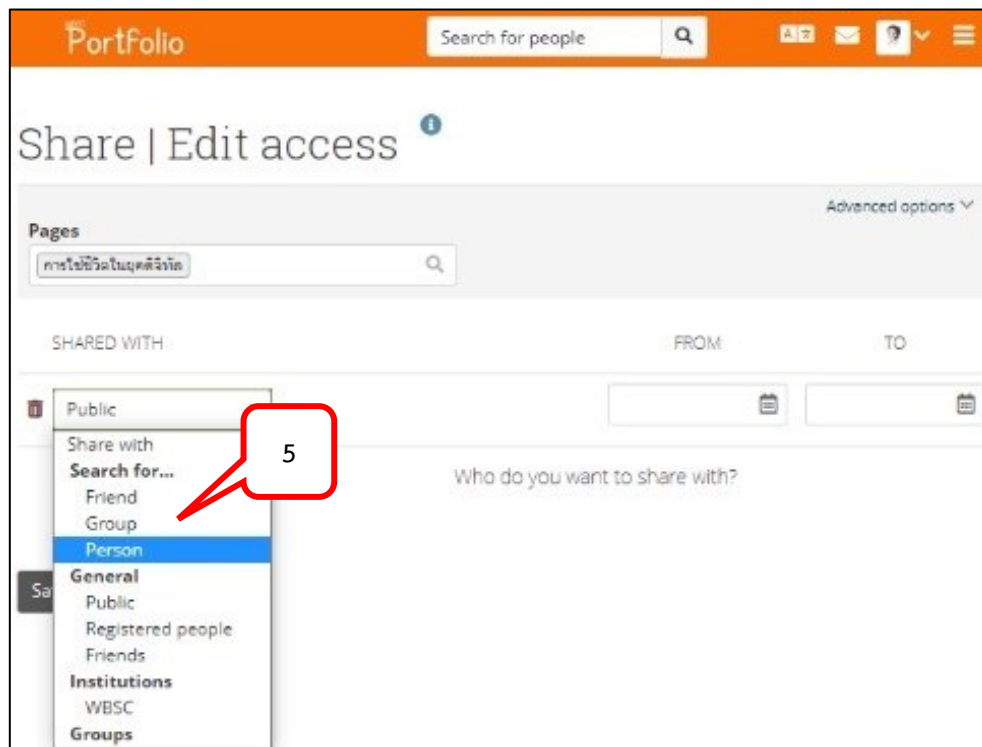 Portfolio
Search for people
Share | Edit access
Advanced options
Pages
การใช้ชีวิตในยุคดิจิทัล
SHARED WITH FROM TO
Public
Share with
Search for...
Friend
Group
Person
General
Public
Registered people
Friends
Institutions
WBSC
Groups
5
Who do you want to share with?